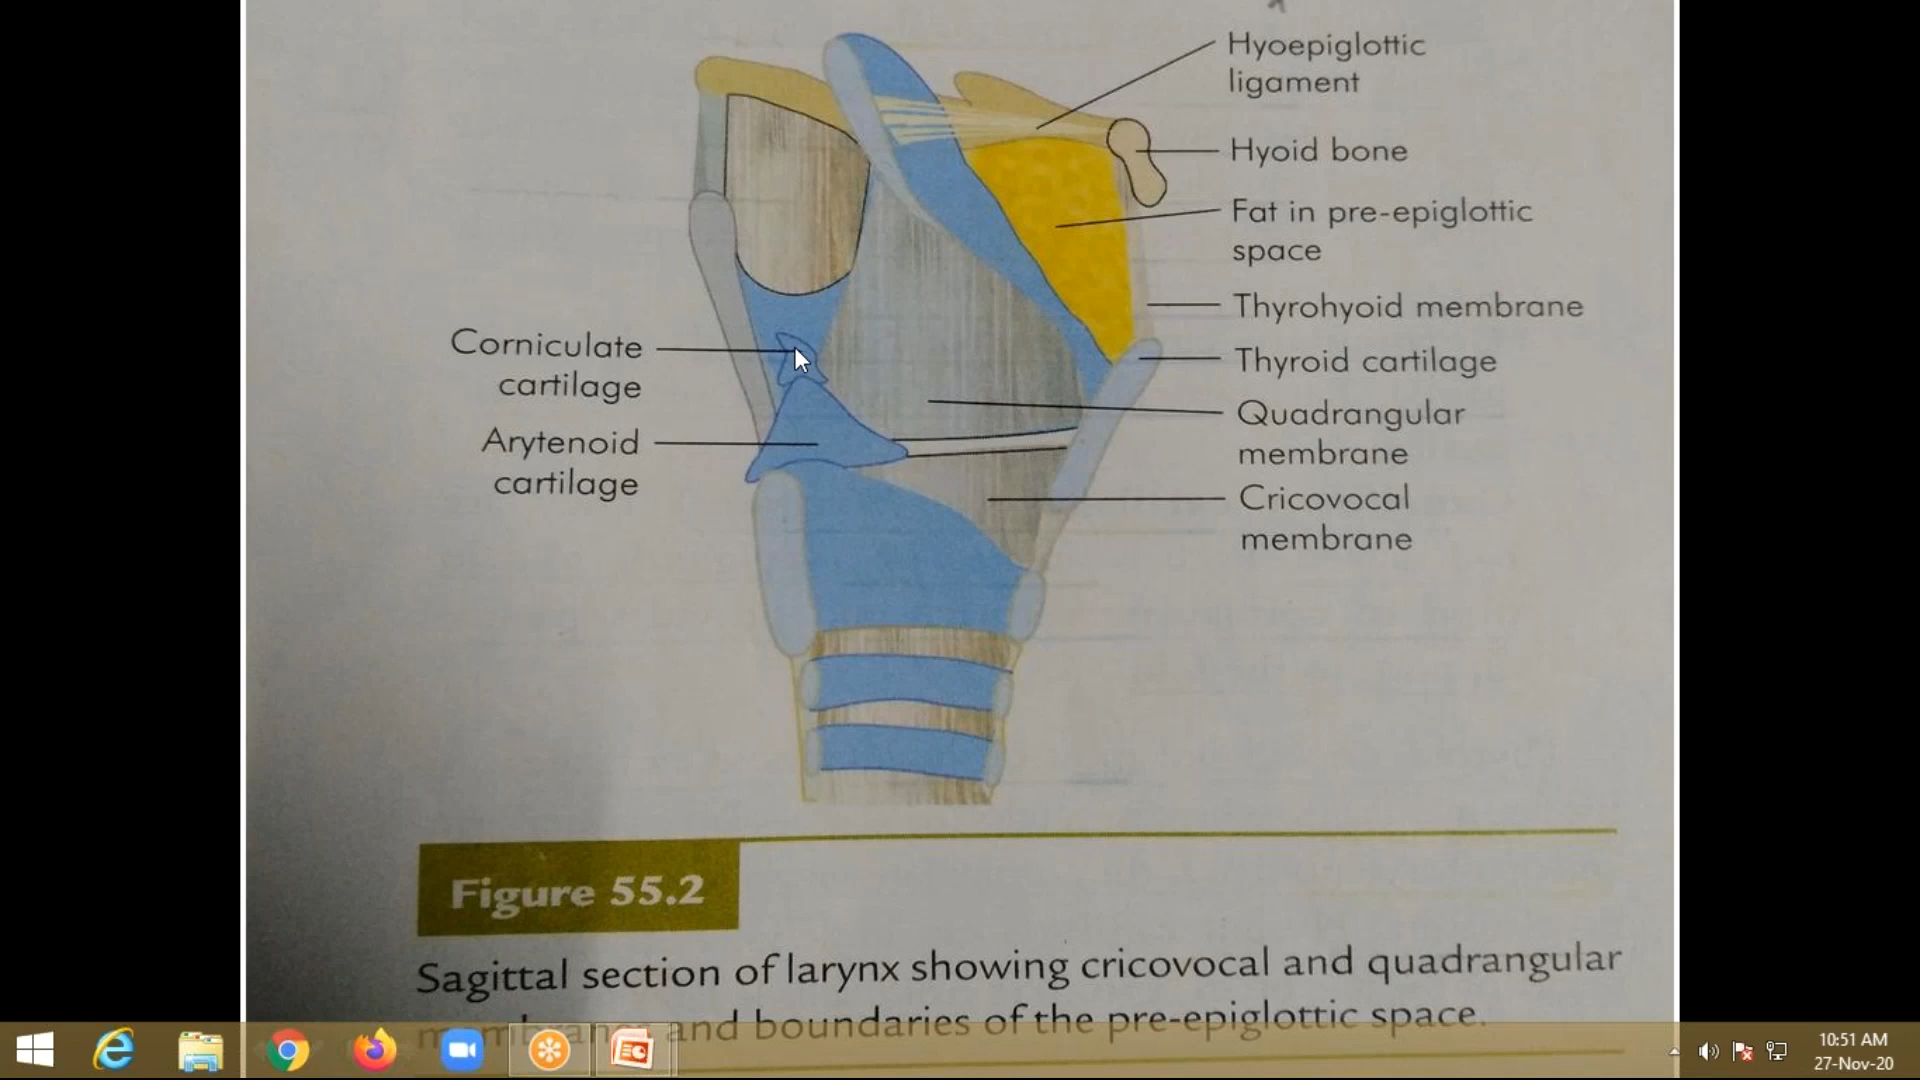 Hyoepiglottic
ligament
Hyoid bone
Fat in pre-epiglottic
space
Thyrohyoid membrane
Corniculate
cartilage
Thyroid cartilage
Quadrangular
membrane
Arytenoid
cartilage
Cricovocal
membrane
Figure 55.2
Sagittal section of larynx showing cricovocal and quadrangular
and boundaries of the pre-epiglottic space.
10:51 AM
27-Nov-20